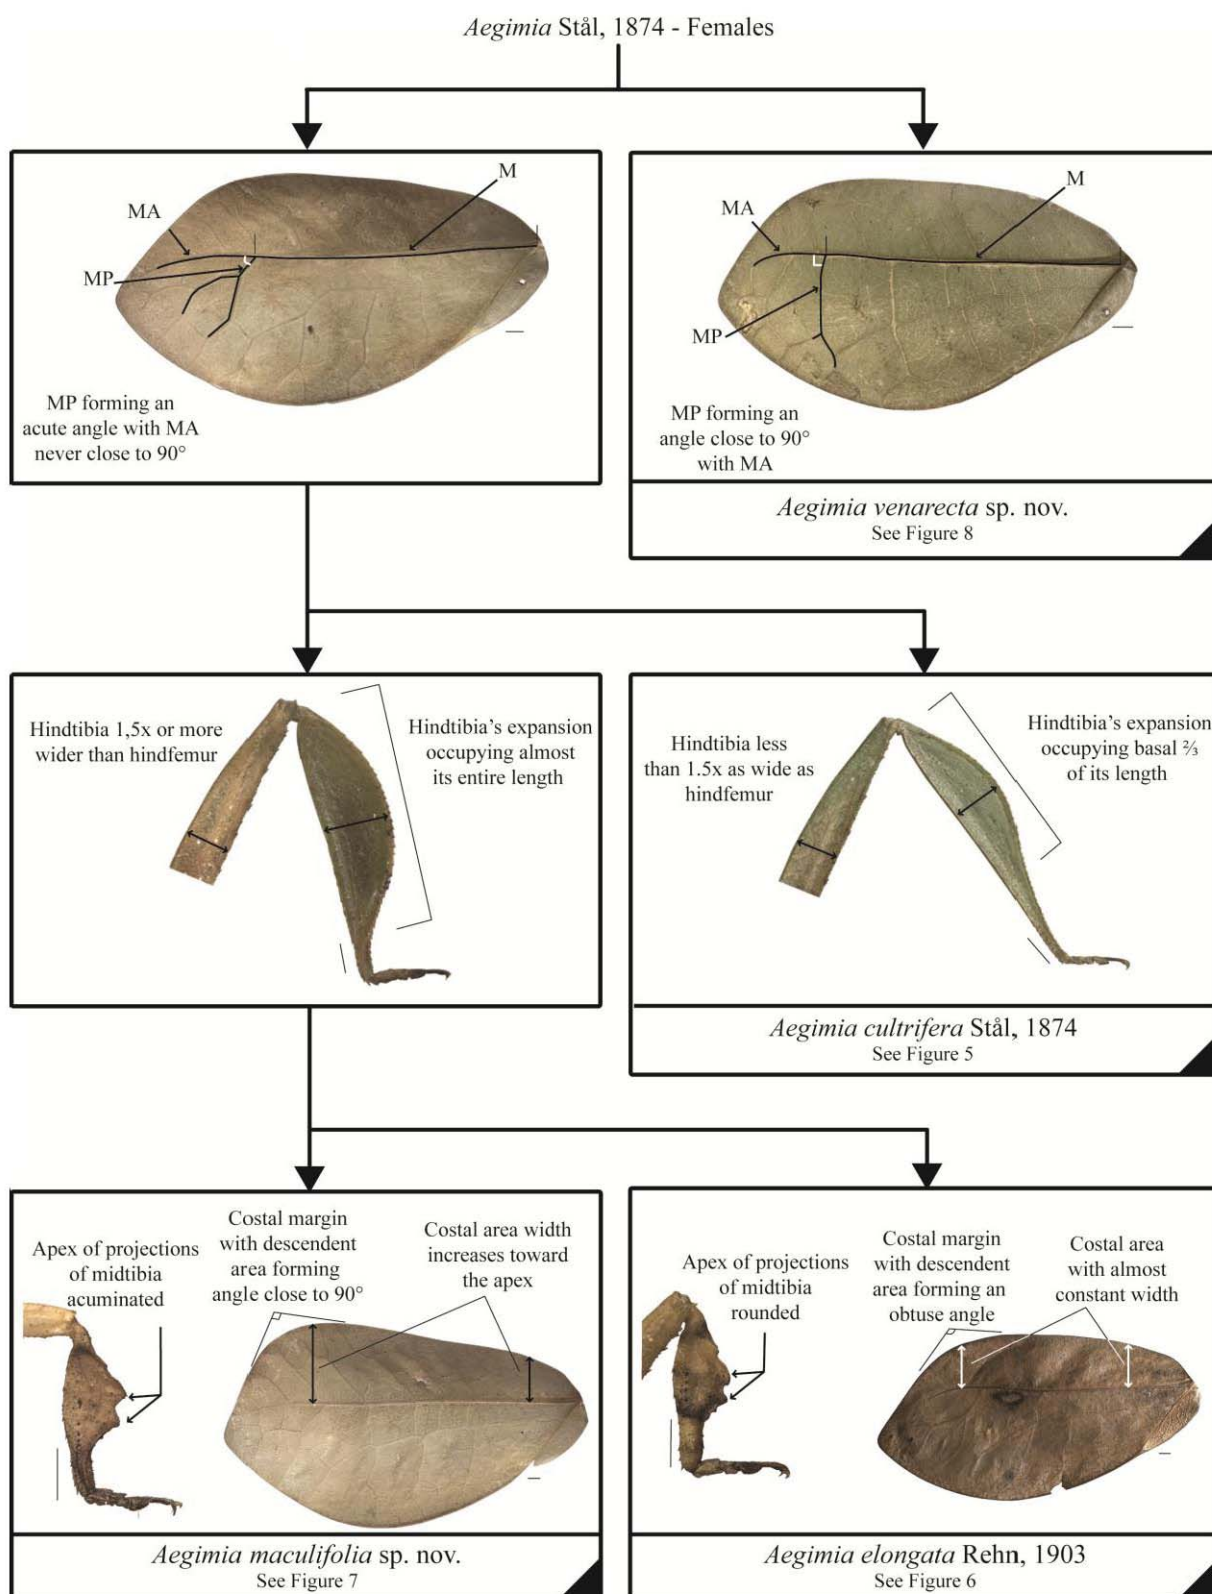 Aegimia Stål, 1874 - Females
MA
M
MP
MP forming an
acute angle with MA
never close to 90°
MA
M
MP
MP forming an
angle close to 90°
with MA
Aegimia venarecta sp. nov.
See Figure 8
Hindtibia 1,5x or more
wider than hindfemur
Hindtibia's expansion
occupying almost
its entire length
Hindtibia less
than 1.5x as wide as
hindfemur
Hindtibia's expansion
occupying basal ⅔
of its length
Aegimia cultrifera Stål, 1874
See Figure 5
Apex of projections
of midtibia
acuminated
Costal margin
with descendent
area forming
angle close to 90°
Costal area width
increases toward
the apex
Aegimia maculifolia sp. nov.
See Figure 7
Apex of projections
of midtibia
rounded
Costal margin
with descendent
area forming an
obtuse angle
Costal area
with almost
constant width
Aegimia elongata Rehn, 1903
See Figure 6